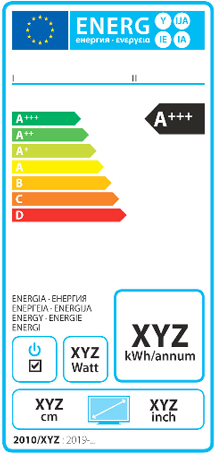 ENERG Y IJA
енергия · ενεργεια IE IA
I II
A+++ A+++
A++
A+
A
B
C
D
ENERGIA · ЕНЕРГИЯ
ΕΝΕΡΓΕΙΑ · ENERGIJA
ENERGY · ENERGIE
ENERGI
XYZ
Watt
XYZ
kWh/annum
XYZ
cm
XYZ
inch
2010/XYZ : 2019-..